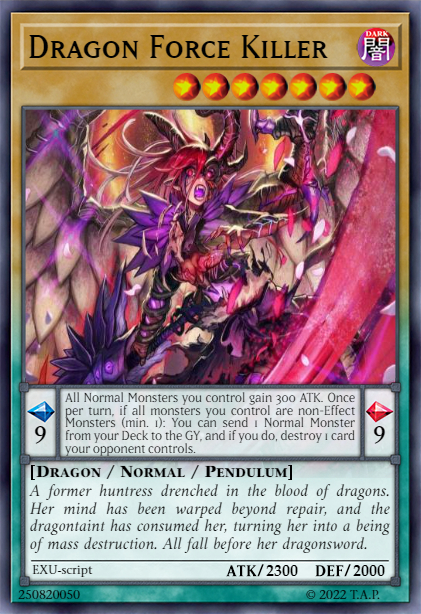 Dragon Force Killer
DARK
闇
All Normal Monsters you control gain 300 ATK. Once
per turn, if all monsters you control are non-Effect
Monsters (min. 1): You can send 1 Normal Monster
from your Deck to the GY, and if you do, destroy 1 card
your opponent controls.
9
9
[Dragon / Normal / Pendulum]
A former huntress drenched in the blood of dragons.
Her mind has been warped beyond repair, and the
dragontaint has consumed her, turning her into a being
of mass destruction. All fall before her dragonsword.
EXU-script
ATK/2300 DEF/2000
250820050
© 2022 T.A.P.